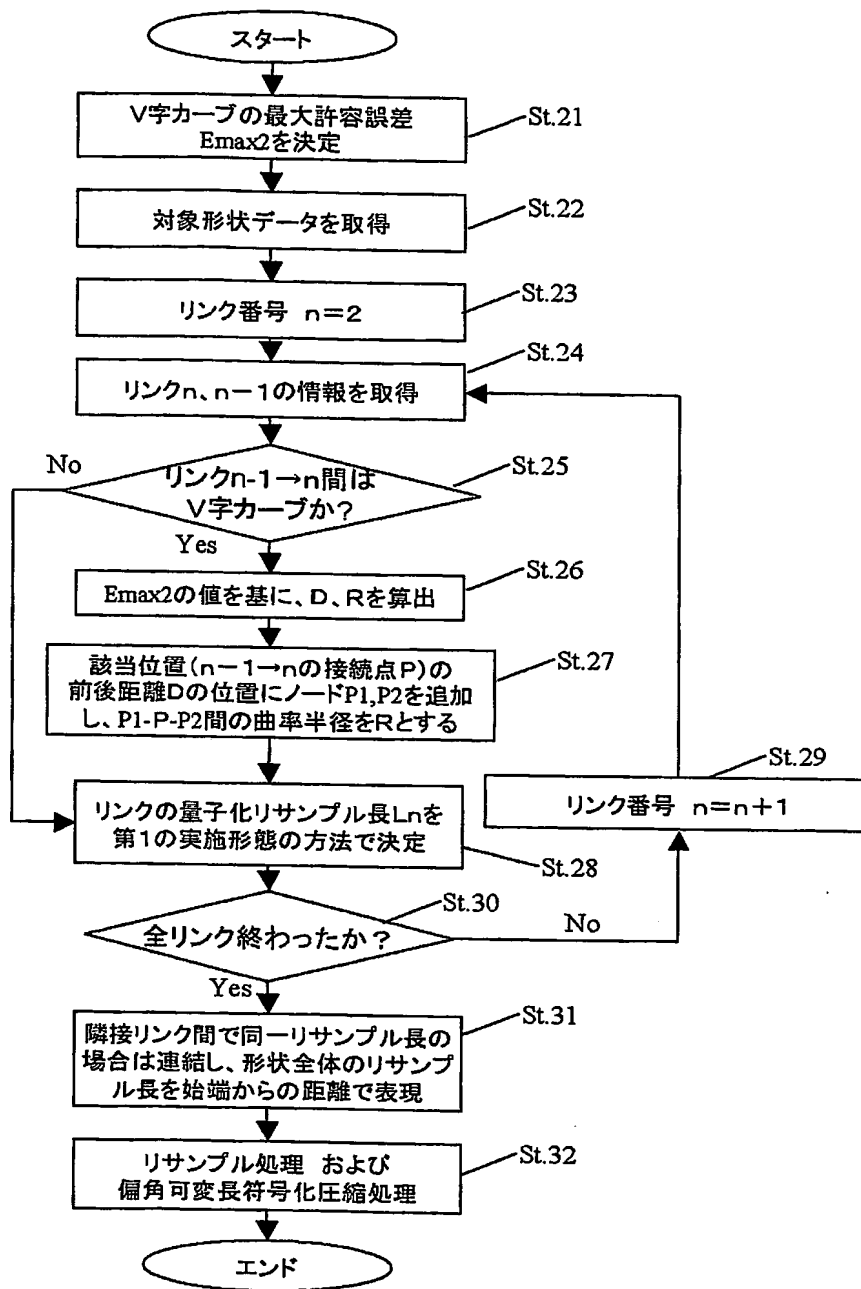 スタート
V字カーブの最大許容誤差
Emax2を決定
St.21
対象形状データを取得
St.22
リンク番号 n=2
St.23
リンクn、n-1の情報を取得
St.24
No
リンクn-1→n間は
V字カーブか?
St.25
Yes
Emax2の値を基に、D、Rを算出
St.26
該当位置(n-1→nの接続点P)の
前後距離Dの位置にノードP1,P2を追加
し、P1-P-P2間の曲率半径をRとする
St.27
リンクの量子化リサンプル長Lnを
第1の実施形態の方法で決定
St.28
リンク番号 n=n+1
St.29
全リンク終わったか?
St.30
No
Yes
隣接リンク間で同一リサンプル長の
場合は連結し、形状全体のリサンプ
ル長を始端からの距離で表現
St.31
リサンプル処理 および
偏角可変長符号化圧縮処理
St.32
エンド